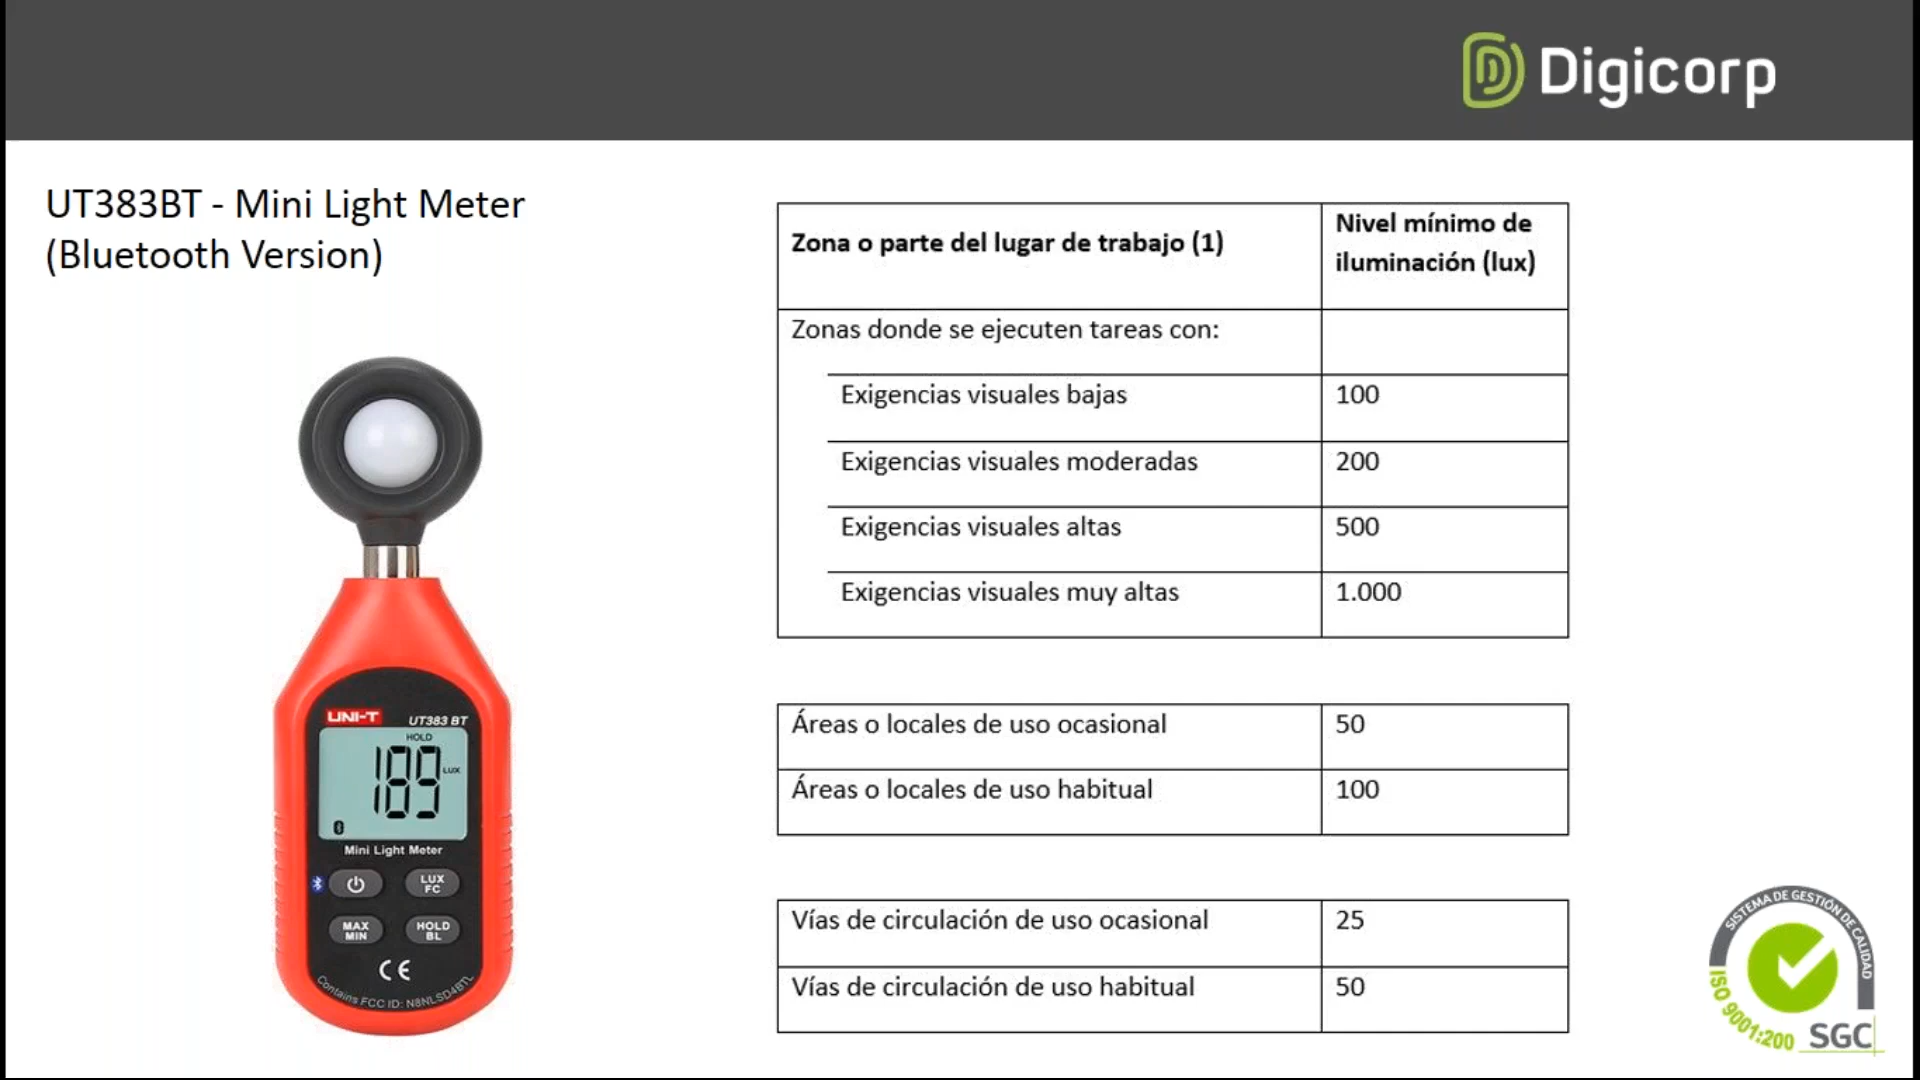 Digicorp
UT383BT - Mini Light Meter
(Bluetooth Version)
Zona o parte del lugar de trabajo (1)
Nivel mínimo de
iluminación (lux)
Zonas donde se ejecuten tareas con:
Exigencias visuales bajas
100
Exigencias visuales moderadas
200
Exigencias visuales altas
500
Exigencias visuales muy altas
1.000
Áreas o locales de uso ocasional
50
Áreas o locales de uso habitual
100
Vías de circulación de uso ocasional
25
Vías de circulación de uso habitual
50
UNI-T
UT383 BT
HOLD
189
LUX
Mini Light Meter
LUX
FC
MAX
MIN
HOLD
BL
CE
Contains FCC ID: N8NLSD4BTL
SISTEMA DE GESTIÓN DE CALIDAD
ISO 9001:200
SGC